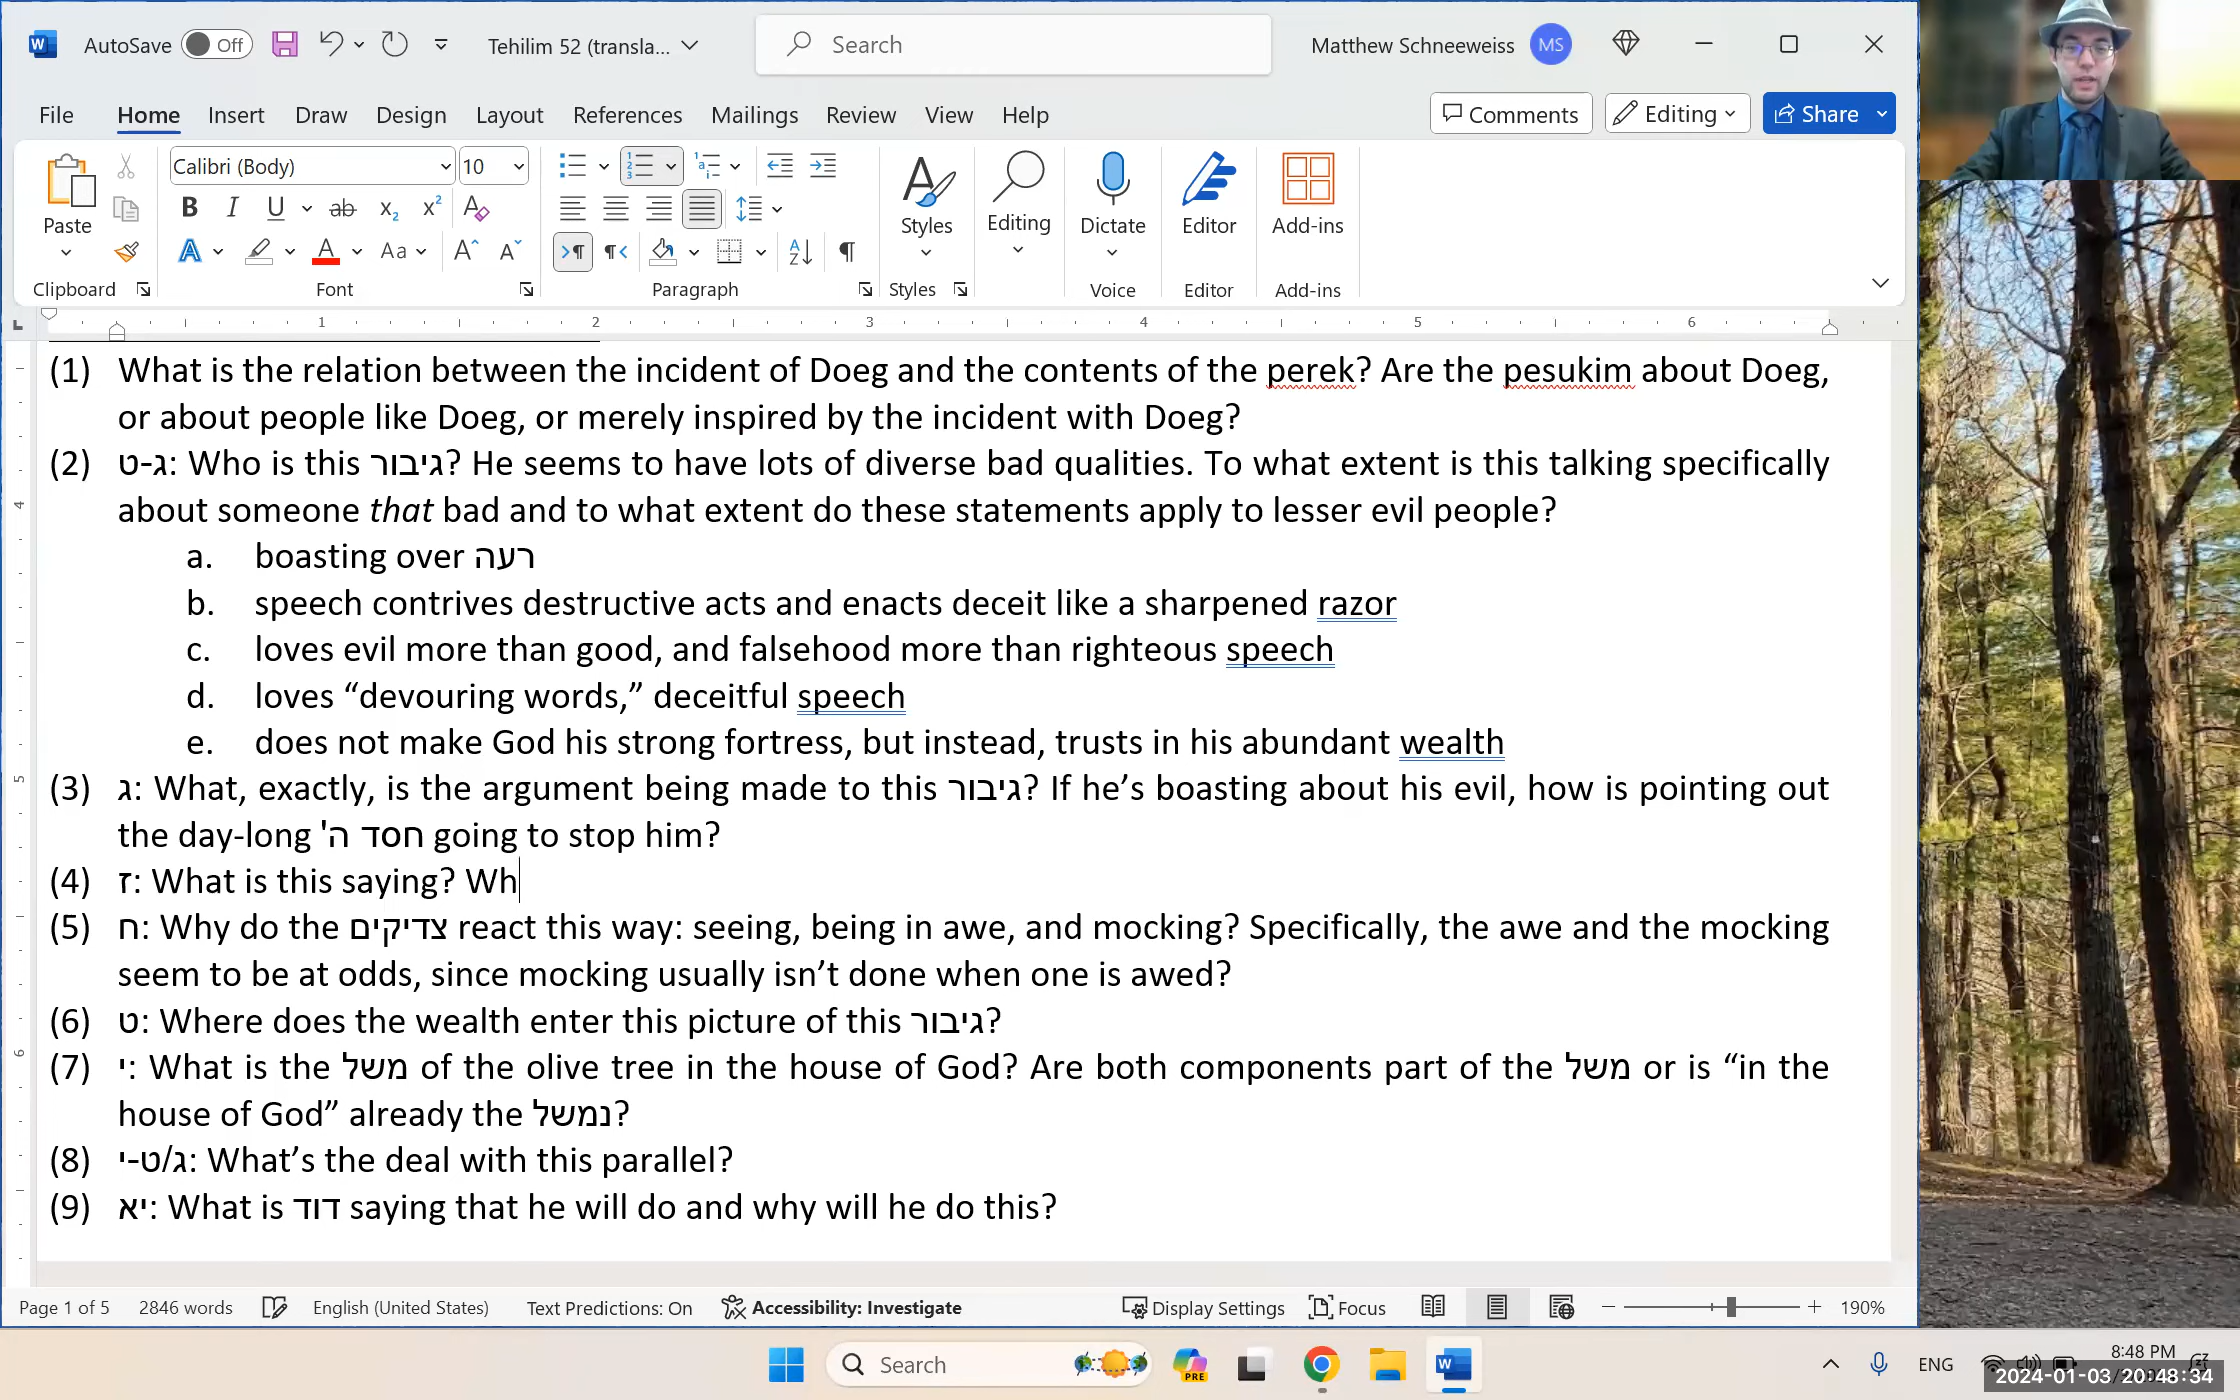 AutoSave Off Tehilim 52 (transla... Search Matthew Schneeweiss MS
File Home Insert Draw Design Layout References Mailings Review View Help Comments Editing Share
Calibri (Body) 10
Paste Styles Editing Dictate Editor Add-ins
Clipboard Font Paragraph Styles Voice Editor Add-ins
1 2 3 4 5 6
(1) What is the relation between the incident of Doeg and the contents of the perek? Are the pesukim about Doeg,
or about people like Doeg, or merely inspired by the incident with Doeg?
(2) ג-ט: Who is this גיבור? He seems to have lots of diverse bad qualities. To what extent is this talking specifically
about someone that bad and to what extent do these statements apply to lesser evil people?
a. boasting over רעה
b. speech contrives destructive acts and enacts deceit like a sharpened razor
c. loves evil more than good, and falsehood more than righteous speech
d. loves “devouring words,” deceitful speech
e. does not make God his strong fortress, but instead, trusts in his abundant wealth
(3) ג: What, exactly, is the argument being made to this גיבור? If he’s boasting about his evil, how is pointing out
the day-long חסד ה' going to stop him?
(4) ז: What is this saying? Wh
(5) ח: Why do the צדיקים react this way: seeing, being in awe, and mocking? Specifically, the awe and the mocking
seem to be at odds, since mocking usually isn’t done when one is awed?
(6) ט: Where does the wealth enter this picture of this גיבור?
(7) י: What is the משל of the olive tree in the house of God? Are both components part of the משל or is “in the
house of God” already the נמשל?
(8) ג/ט-י: What’s the deal with this parallel?
(9) יא: What is דוד saying that he will do and why will he do this?
Page 1 of 5 2846 words English (United States) Text Predictions: On Accessibility: Investigate Display Settings Focus 190%
Search PRE ENG 8:48 PM
2024-01-03 20:48:34